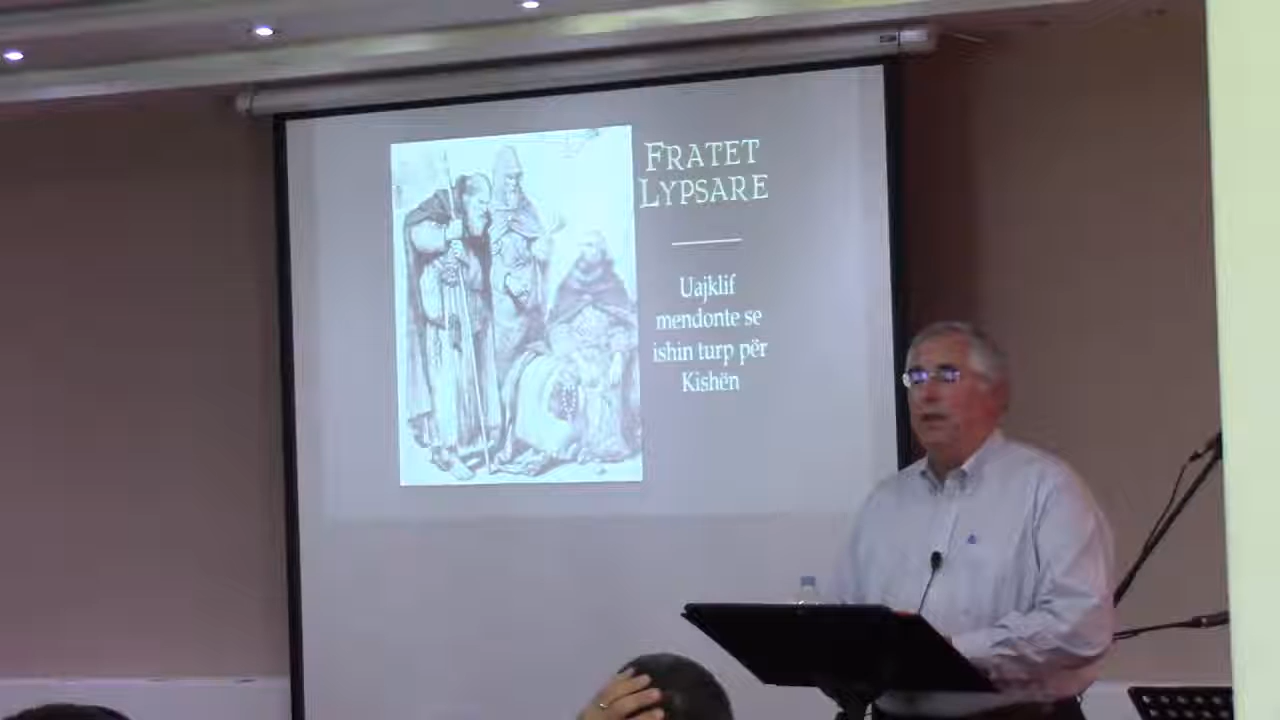 FRATET
LYPSARE
Uajklif
mendonte se
ishin turp për
Kishën